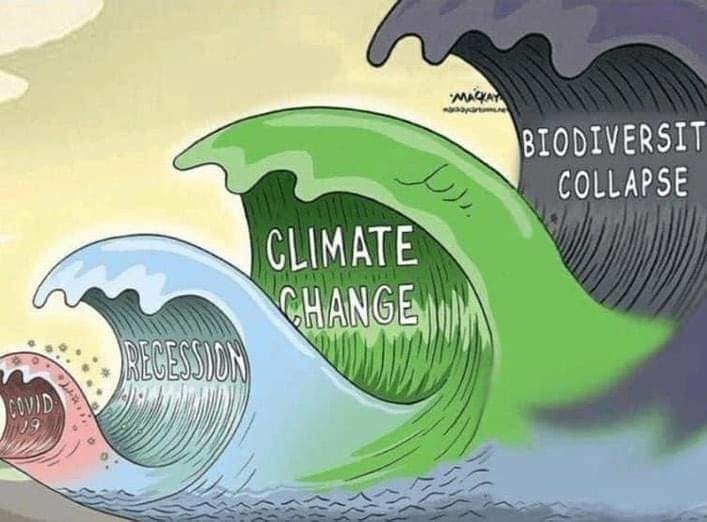 MACKAY
BIODIVERSIT
COLLAPSE
CLIMATE
CHANGE
RECESSION
COVID
19